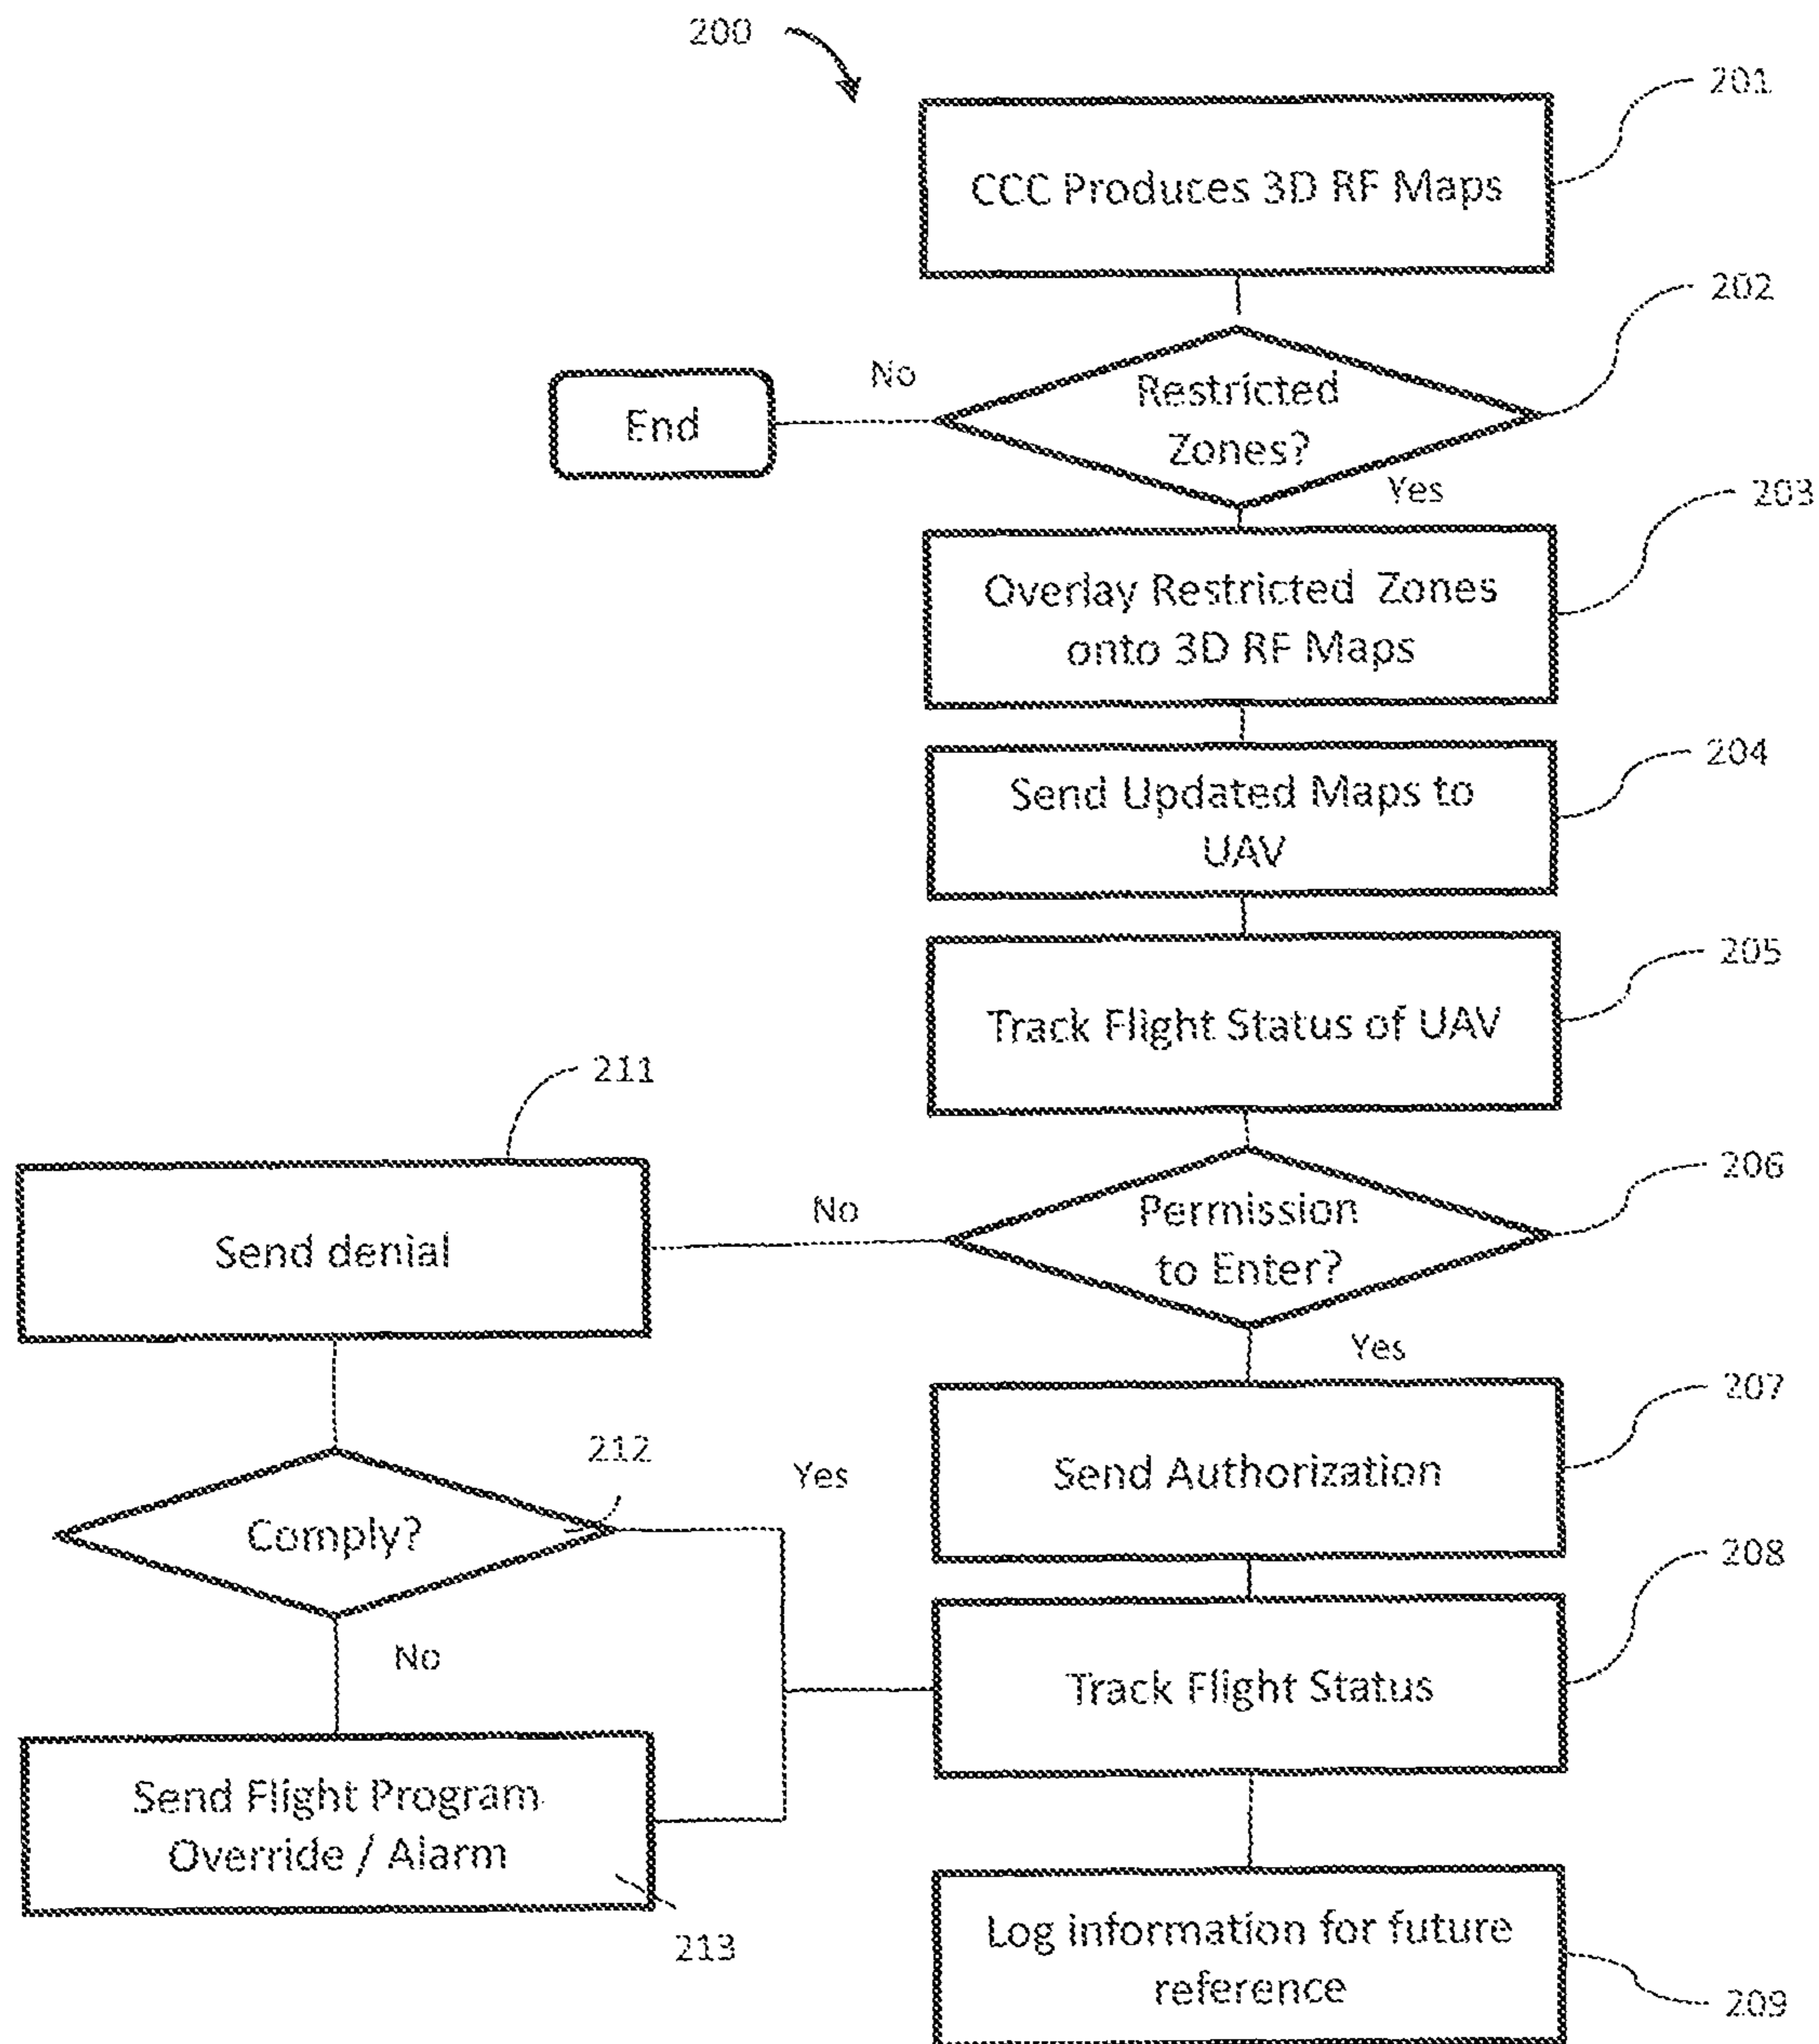 200
201
CCC Produces 3D RF Maps
202
No
Restricted
Zones?
End
Yes
203
Overlay Restricted Zones
onto 3D RF Maps
204
Send Updated Maps to
UAV
205
Track Flight Status of UAV
211
206
No
Permission
to Enter?
Send denial
Yes
207
212
Yes
Send Authorization
Comply?
208
No
Track Flight Status
Send Flight Program
Override / Alarm
213
Log information for future
reference
209